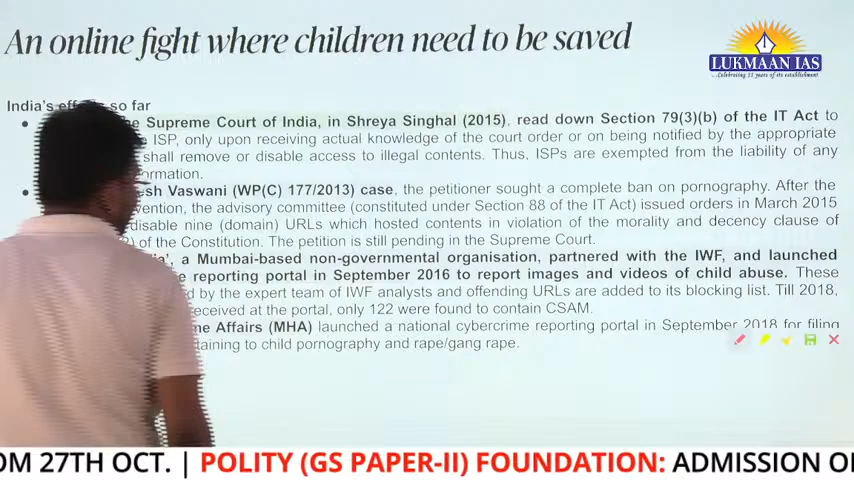 An online fight where children need to be saved
LUKMAAN IAS
...Celebrating 11 years of its establishment
India's so far
Supreme Court of India, in Shreya Singhal (2015), read down Section 79(3)(b) of the IT Act to
ISP, only upon receiving actual knowledge of the court order or on being notified by the appropriate
shall remove or disable access to illegal contents. Thus, ISPs are exempted from the liability of any
Vaswani (WP(C) 177/2013) case, the petitioner sought a complete ban on pornography. After the
the advisory committee (constituted under Section 88 of the IT Act) issued orders in March 2015
disable nine (domain) URLs which hosted contents in violation of the morality and decency clause of
of the Constitution. The petition is still pending in the Supreme Court.
a Mumbai-based non-governmental organisation, partnered with the IWF, and launched
reporting portal in September 2016 to report images and videos of child abuse. These
by the expert team of IWF analysts and offending URLs are added to its blocking list. Till 2018,
received at the portal, only 122 were found to contain CSAM.
Affairs (MHA) launched a national cybercrime reporting portal in September 2018 for filing
child pornography and rape/gang rape.
27TH OCT. | POLITY (GS PAPER-II) FOUNDATION: ADMISSION